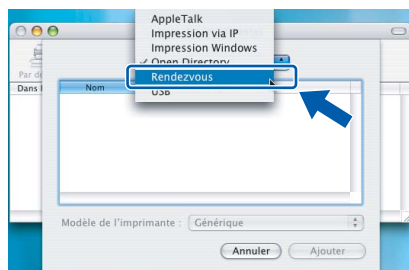 AppleTalk
Impression via IP
Impression Windows
✓ Open Directory
Rendezvous
USB
Par dé
Dans l
Nom
Modèle de l'imprimante : Générique
Annuler
Ajouter